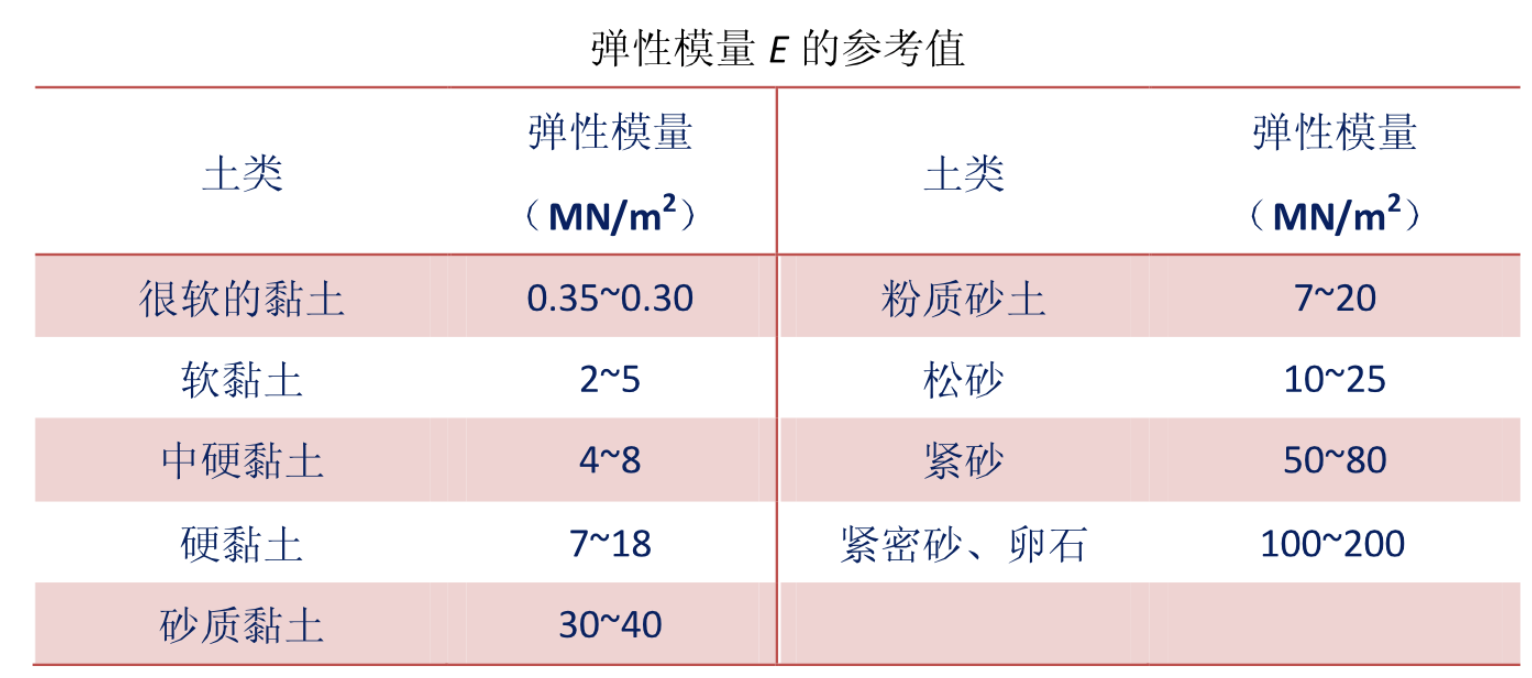 弹性模量 E 的参考值
土类 弹性模量 （MN/m²） 土类 弹性模量 （MN/m²）
很软的黏土 0.35~0.30 粉质砂土 7~20
软黏土 2~5 松砂 10~25
中硬黏土 4~8 紧砂 50~80
硬黏土 7~18 紧密砂、卵石 100~200
砂质黏土 30~40